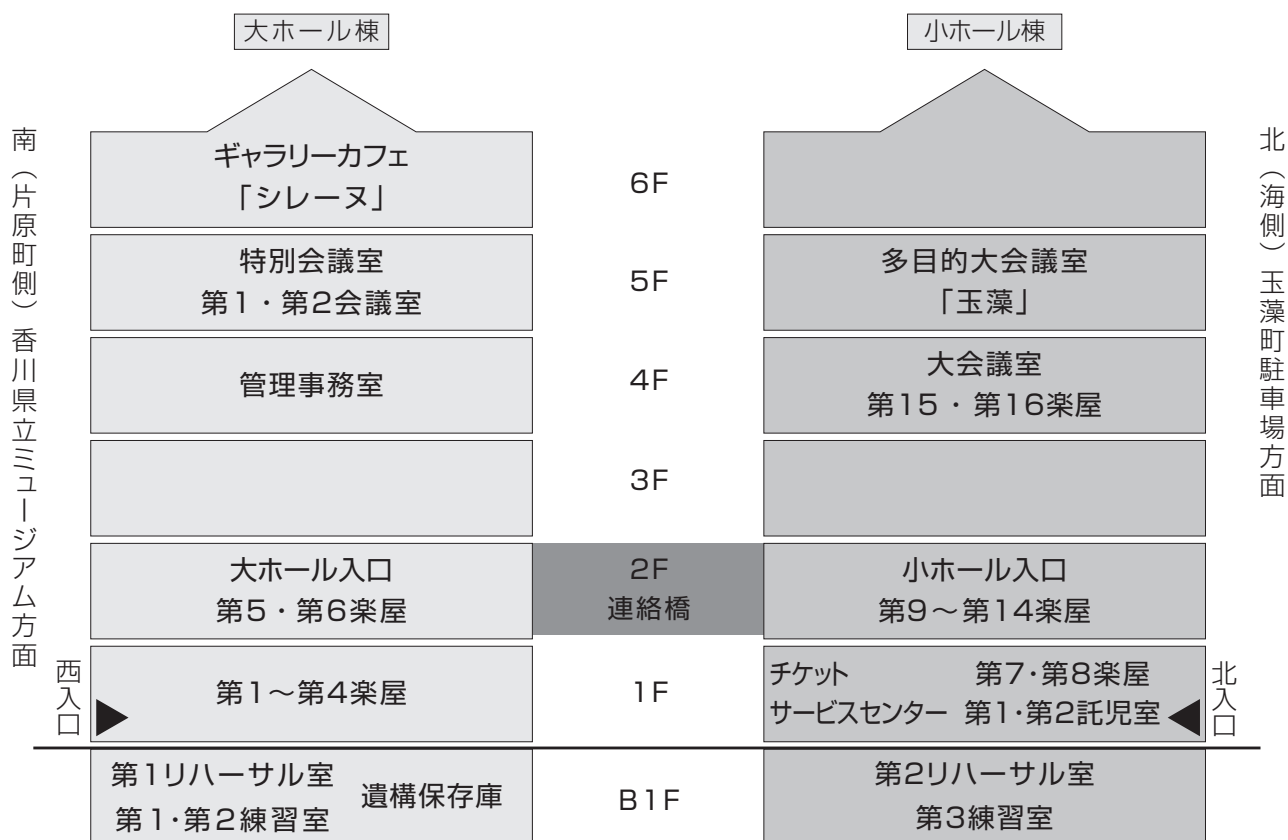 大ホール棟
小ホール棟
南（片原町側）香川県立ミュージアム方面
北（海側）玉藻町駐車場方面
ギャラリーカフェ
「シレーヌ」
6F
特別会議室
第1・第2会議室
5F
多目的大会議室
「玉藻」
管理事務室
4F
大会議室
第15・第16楽屋
3F
大ホール入口
第5・第6楽屋
2F
連絡橋
小ホール入口
第9～第14楽屋
西入口
第1～第4楽屋
1F
チケット
サービスセンター
第7・第8楽屋
第1・第2託児室
北入口
第1リハーサル室
第1・第2練習室
遺構保存庫
B1F
第2リハーサル室
第3練習室